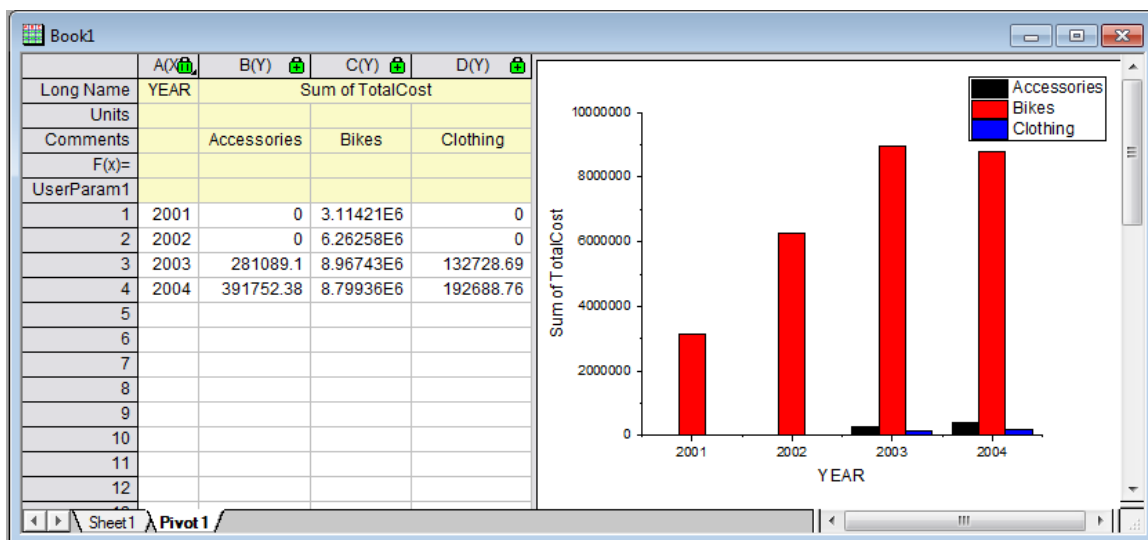 Book1
A(X) B(Y) C(Y) D(Y)
Long Name YEAR Sum of TotalCost
Units
Comments Accessories Bikes Clothing
F(x)=
UserParam1
1 2001 0 3.11421E6 0
2 2002 0 6.26258E6 0
3 2003 281089.1 8.96743E6 132728.69
4 2004 391752.38 8.79936E6 192688.76
5
6
7
8
9
10
11
12
Sheet1 Pivot1
Accessories
Bikes
Clothing
10000000
8000000
6000000
4000000
2000000
0
Sum of TotalCost
2001 2002 2003 2004
YEAR